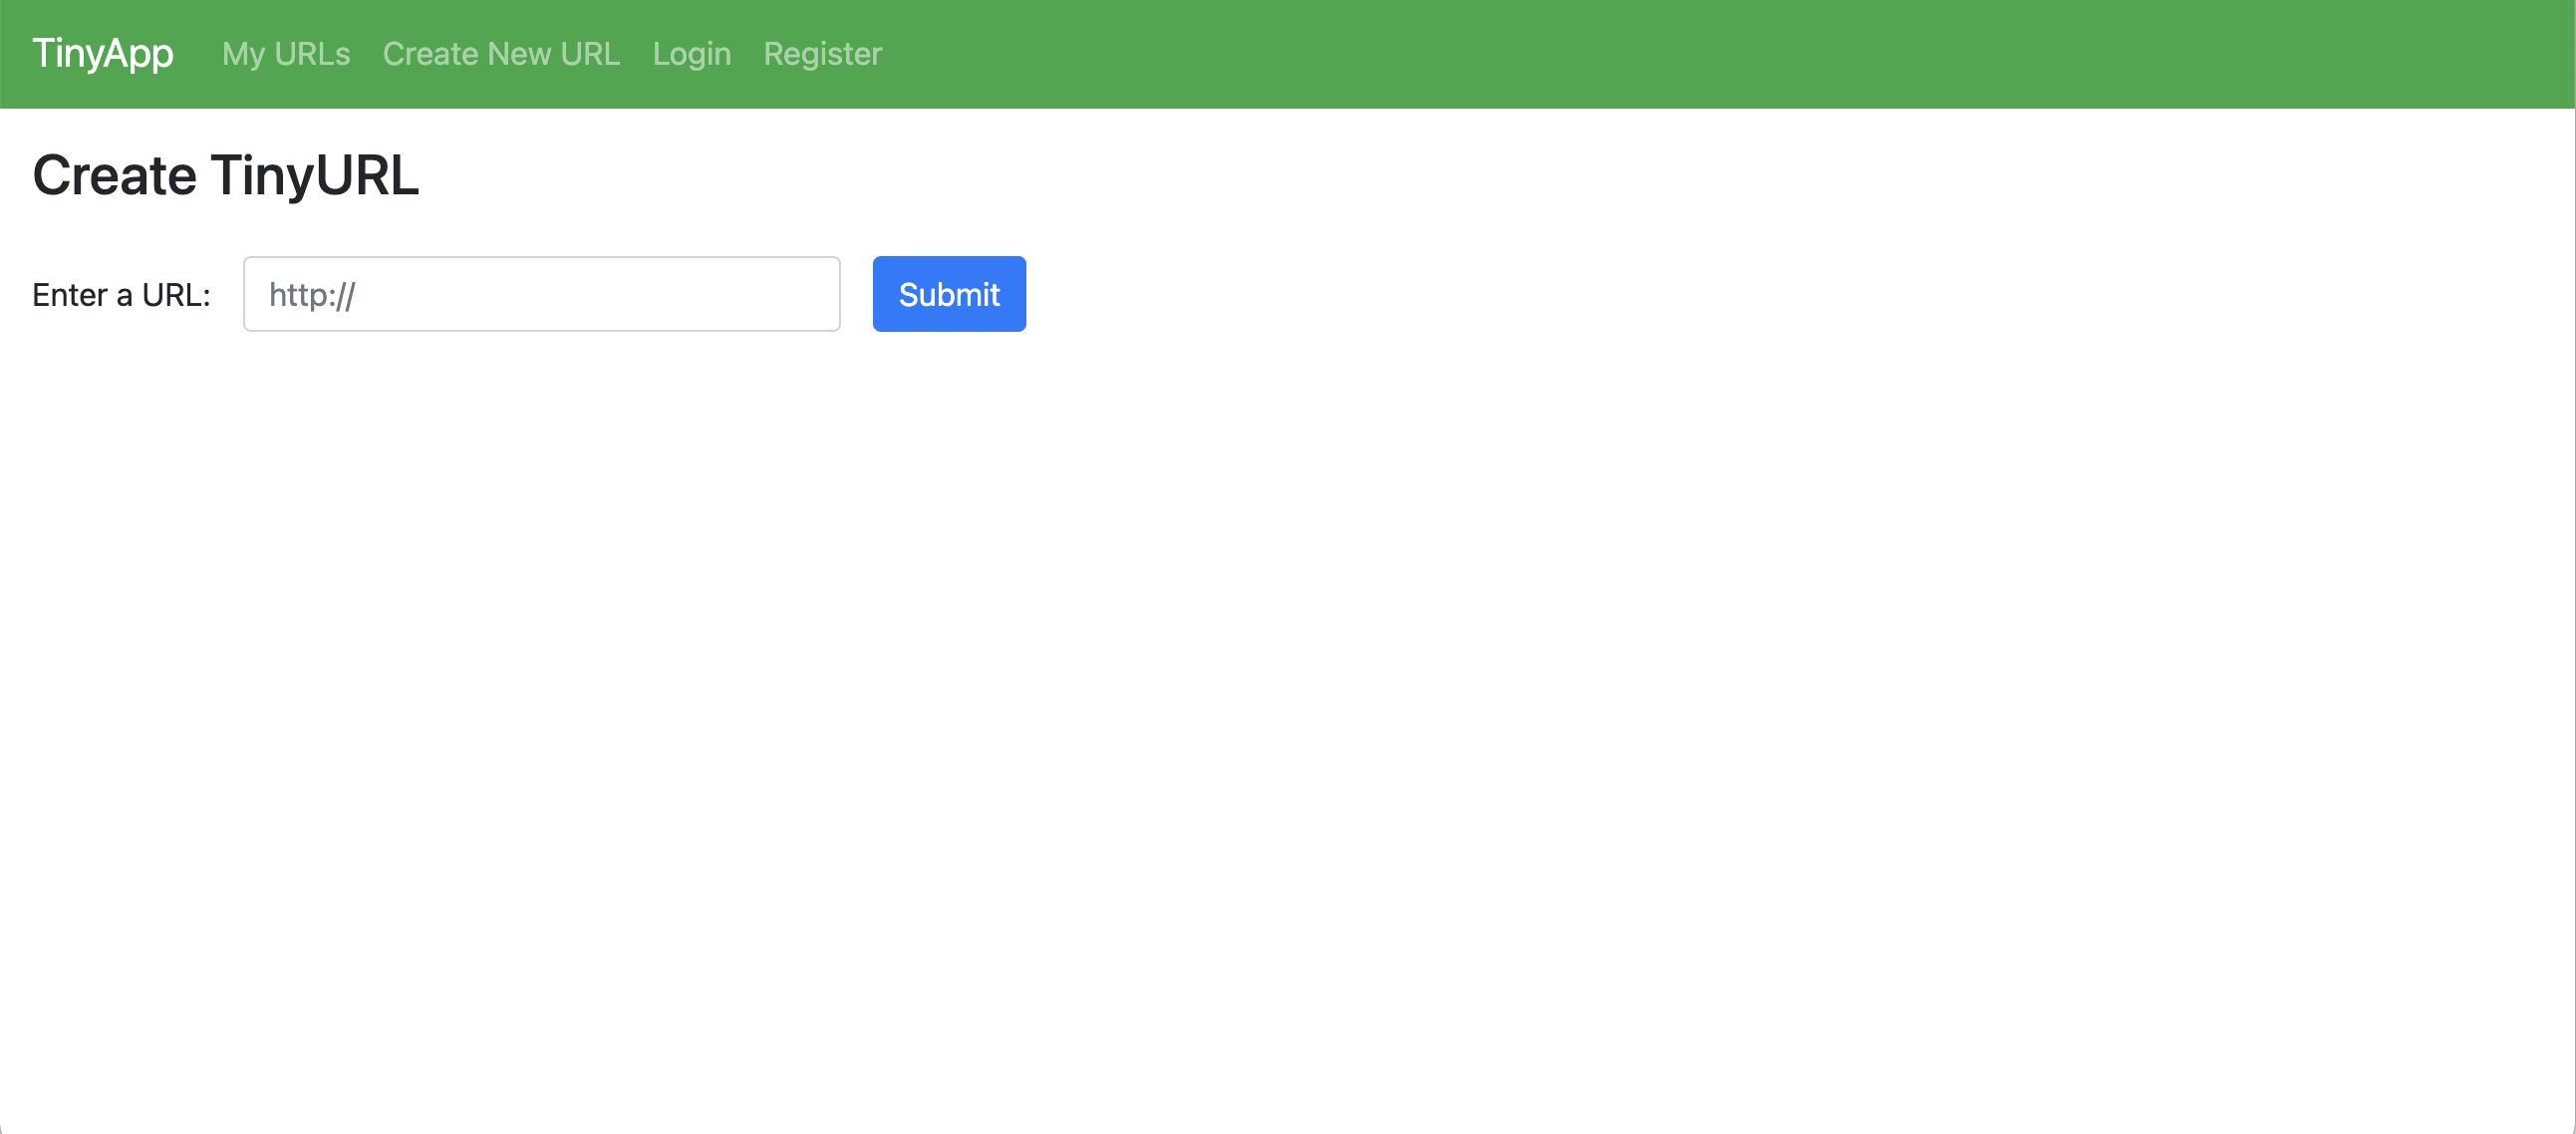 TinyApp My URLs Create New URL Login Register
Create TinyURL
Enter a URL: http:// Submit